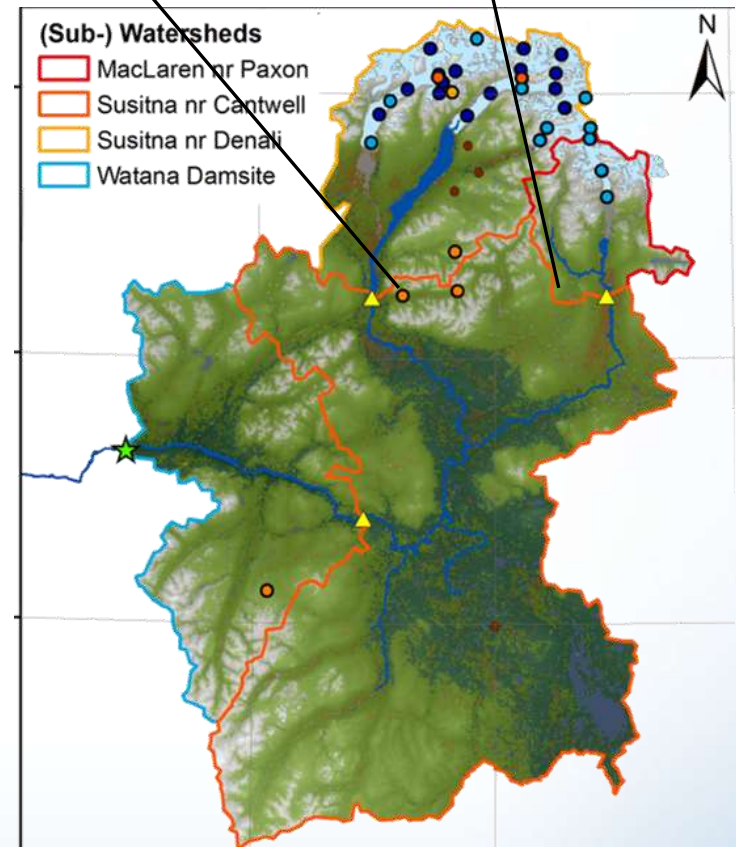 (Sub-) Watersheds
MacLaren nr Paxon
Susitna nr Cantwell
Susitna nr Denali
Watana Damsite
N